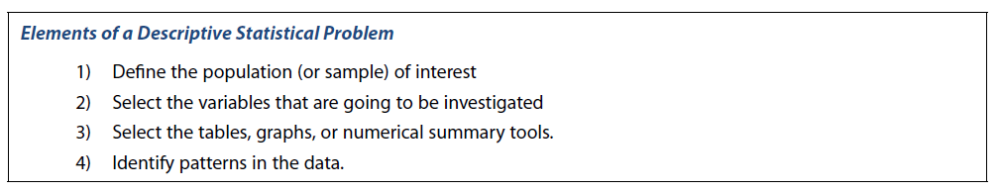 Elements of a Descriptive Statistical Problem
1) Define the population (or sample) of interest
2) Select the variables that are going to be investigated
3) Select the tables, graphs, or numerical summary tools.
4) Identify patterns in the data.